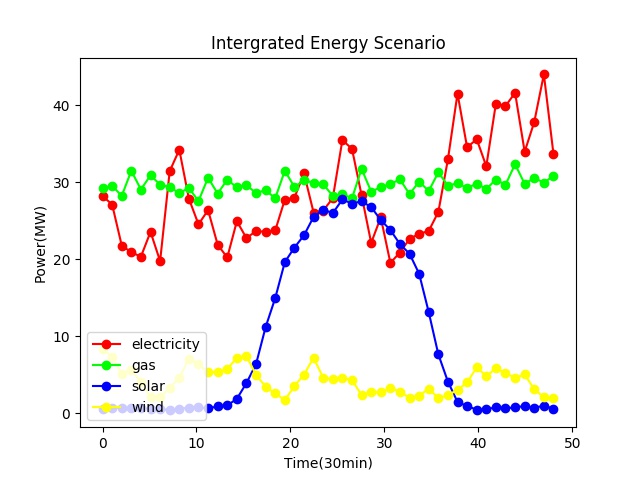 Intergrated Energy Scenario
Power(MW)
40
30
20
10
0
electricity
gas
solar
wind
0 10 20 30 40 50
Time(30min)